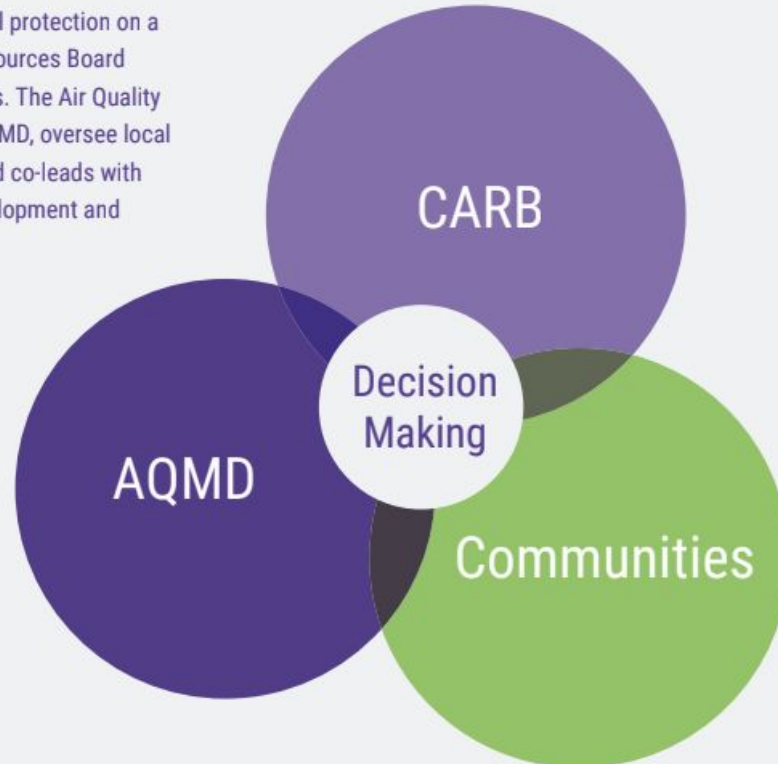 l protection on a
ources Board
s. The Air Quality
MD, oversee local
d co-leads with
lopment and
CARB
Decision
Making
AQMD
Communities